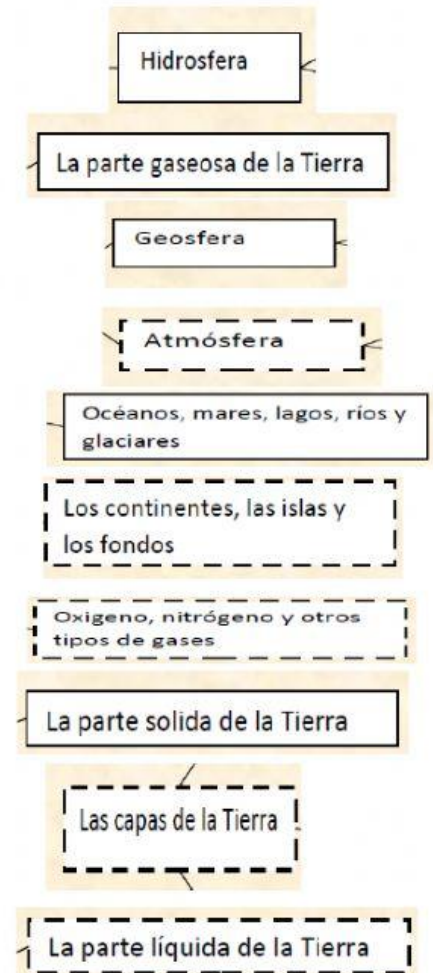 Hidrosfera
La parte gaseosa de la Tierra
Geosfera
Atmósfera
Océanos, mares, lagos, ríos y
glaciares
Los continentes, las islas y
los fondos
Oxigeno, nitrógeno y otros
tipos de gases
La parte solida de la Tierra
Las capas de la Tierra
La parte líquida de la Tierra